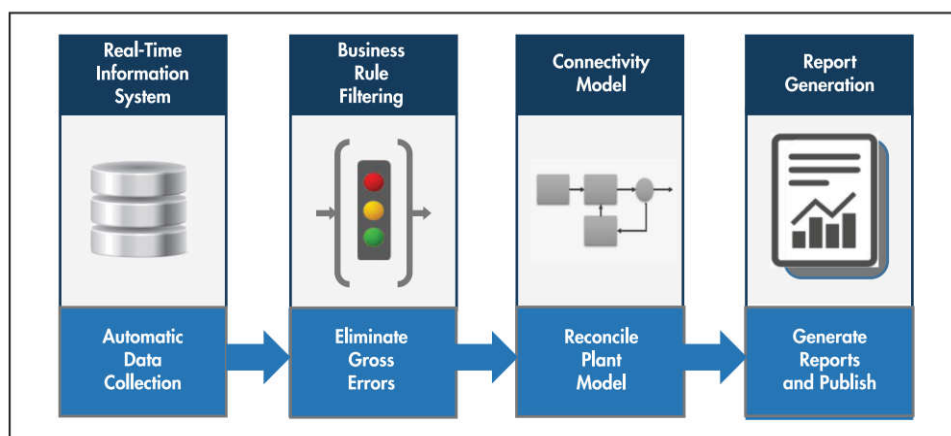 Real-Time
Information
System
Business
Rule
Filtering
Connectivity
Model
Report
Generation
Automatic
Data
Collection
Eliminate
Gross
Errors
Reconcile
Plant
Model
Generate
Reports
and Publish